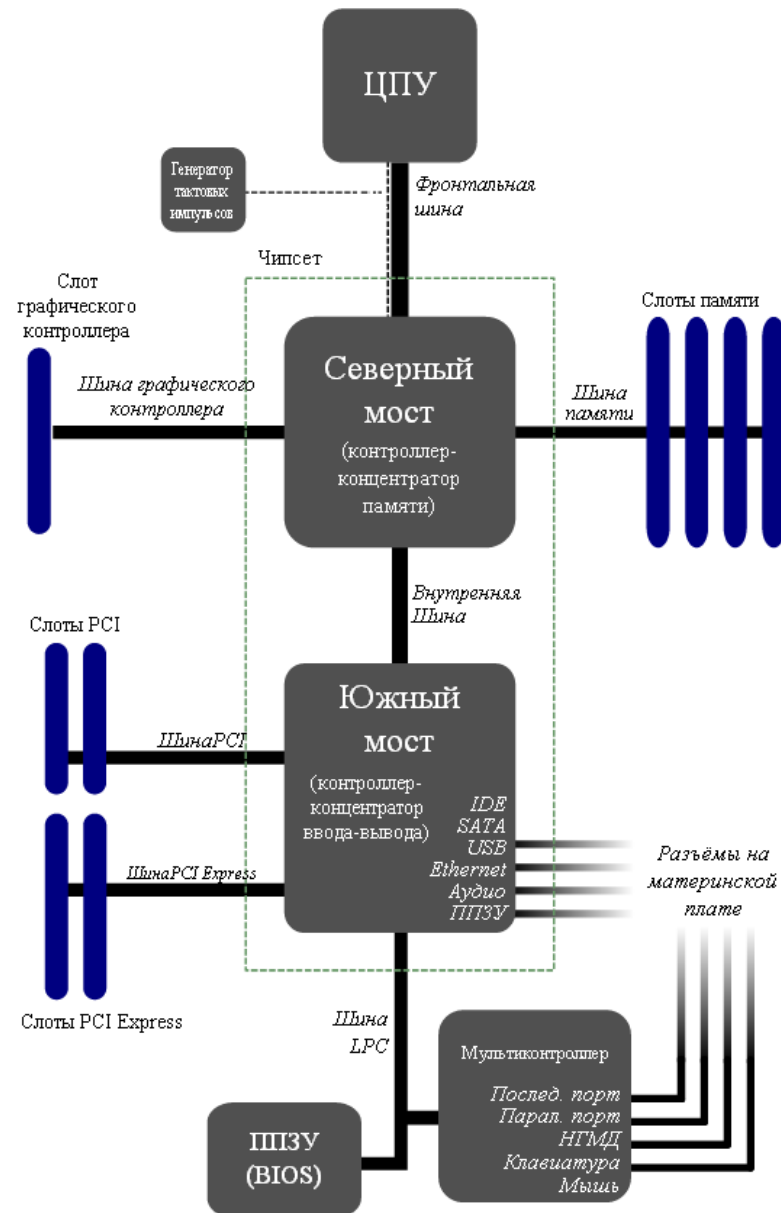 ЦПУ
Генератор
тактовых
импульсов
Фронтальная
шина
Чипсет
Слот
графического
контроллера
Слоты памяти
Шина графического
контроллера
Северный
мост
(контроллер-
концентратор
памяти)
Шина
памяти
Внутренняя
Шина
Слоты PCI
ШинаPCI
Южный
мост
(контроллер-
концентратор
ввода-вывода)
IDE
SATA
USB
Ethernet
Аудио
ППЗУ
Разъёмы на
материнской
плате
ШинаPCI Express
Слоты PCI Express
Шина
LPC
Мультиконтроллер
Послед. порт
Парал. порт
НГМД
Клавиатура
Мышь
ППЗУ
(BIOS)